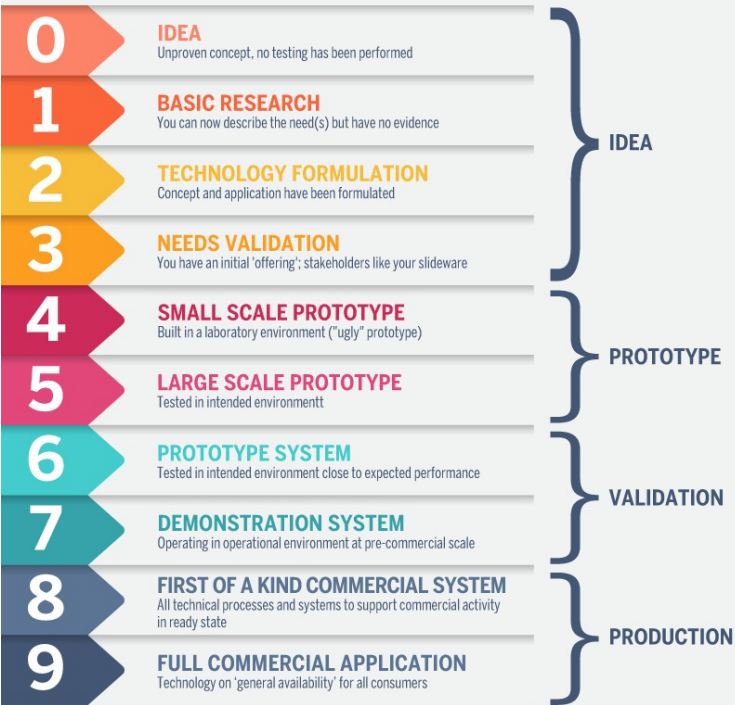 0
IDEA
Unproven concept, no testing has been performed
1
BASIC RESEARCH
You can now describe the need(s) but have no evidence
2
TECHNOLOGY FORMULATION
Concept and application have been formulated
3
NEEDS VALIDATION
You have an initial 'offering'; stakeholders like your slideware
IDEA
4
SMALL SCALE PROTOTYPE
Built in a laboratory environment ("ugly" prototype)
5
LARGE SCALE PROTOTYPE
Tested in intended environmentt
PROTOTYPE
6
PROTOTYPE SYSTEM
Tested in intended environment close to expected performance
7
DEMONSTRATION SYSTEM
Operating in operational environment at pre-commercial scale
VALIDATION
8
FIRST OF A KIND COMMERCIAL SYSTEM
All technical processes and systems to support commercial activity
in ready state
9
FULL COMMERCIAL APPLICATION
Technology on 'general availability' for all consumers
PRODUCTION